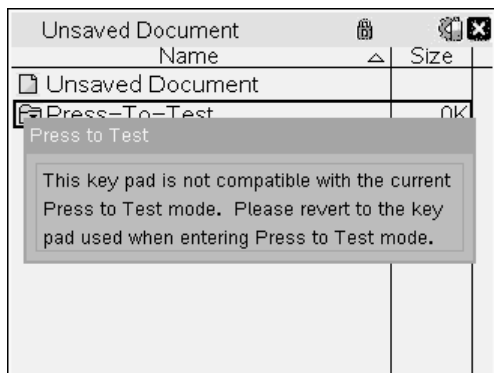 Unsaved Document
Name Size
Unsaved Document
Press-To-Test 0K
Press to Test
This key pad is not compatible with the current
Press to Test mode. Please revert to the key
pad used when entering Press to Test mode.